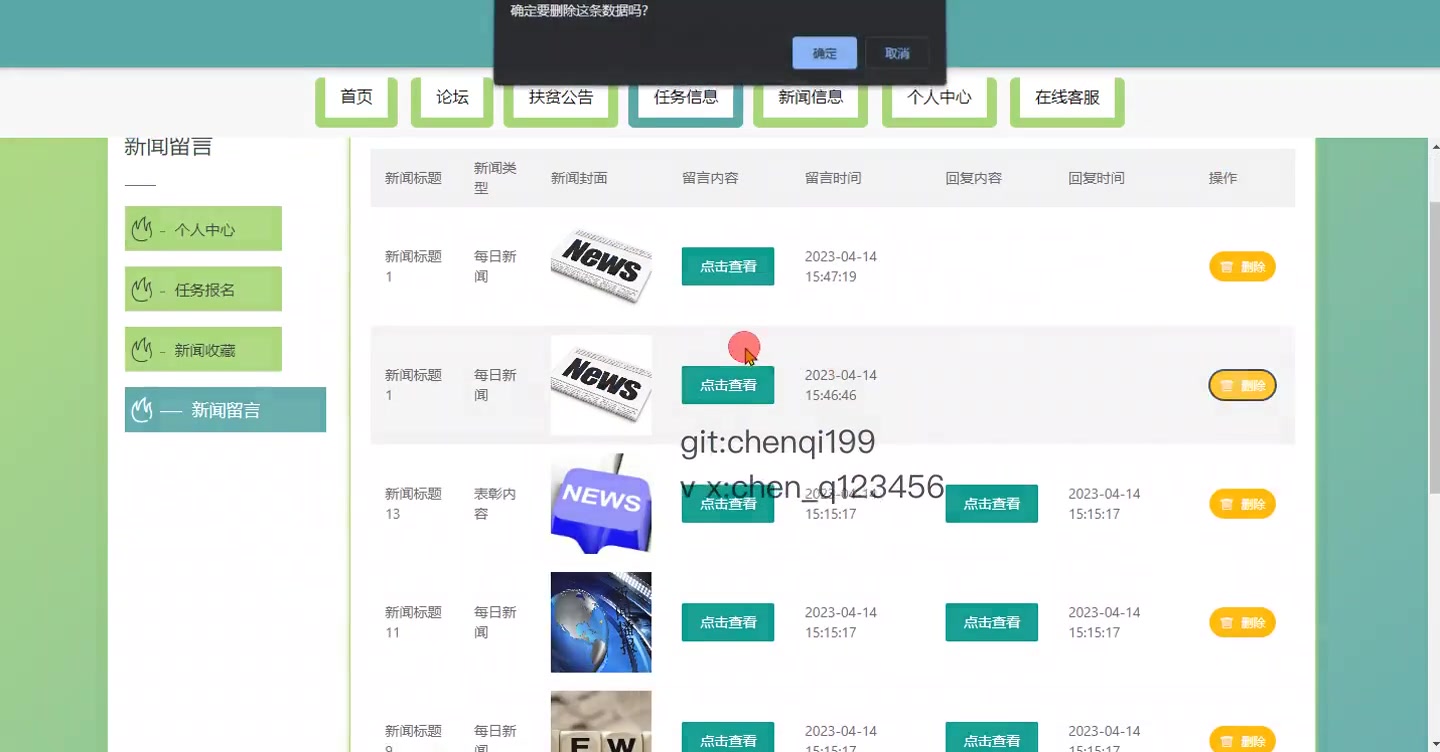 确定要删除这条数据吗?
确定
取消
首页
论坛
扶贫公告
任务信息
新闻信息
个人中心
在线客服
新闻留言
- 个人中心
- 任务报名
- 新闻收藏
新闻留言
新闻标题
新闻类
型
新闻封面
留言内容
留言时间
回复内容
回复时间
操作
新闻标题
1
每日新
闻
News
点击查看
2023-04-14
15:47:19
删除
新闻标题
1
每日新
闻
News
点击查看
2023-04-14
15:46:46
删除
git:chenqi199
v x:chen_q123456
新闻标题
13
表彰内
容
NEWS
点击查看
2023-04-14
15:15:17
点击查看
2023-04-14
15:15:17
删除
新闻标题
11
每日新
闻
点击查看
2023-04-14
15:15:17
点击查看
2023-04-14
15:15:17
删除
新闻标题
9
每日新
闻
E W
点击查看
2023-04-14
15:15:17
点击查看
2023-04-14
15:15:17
删除